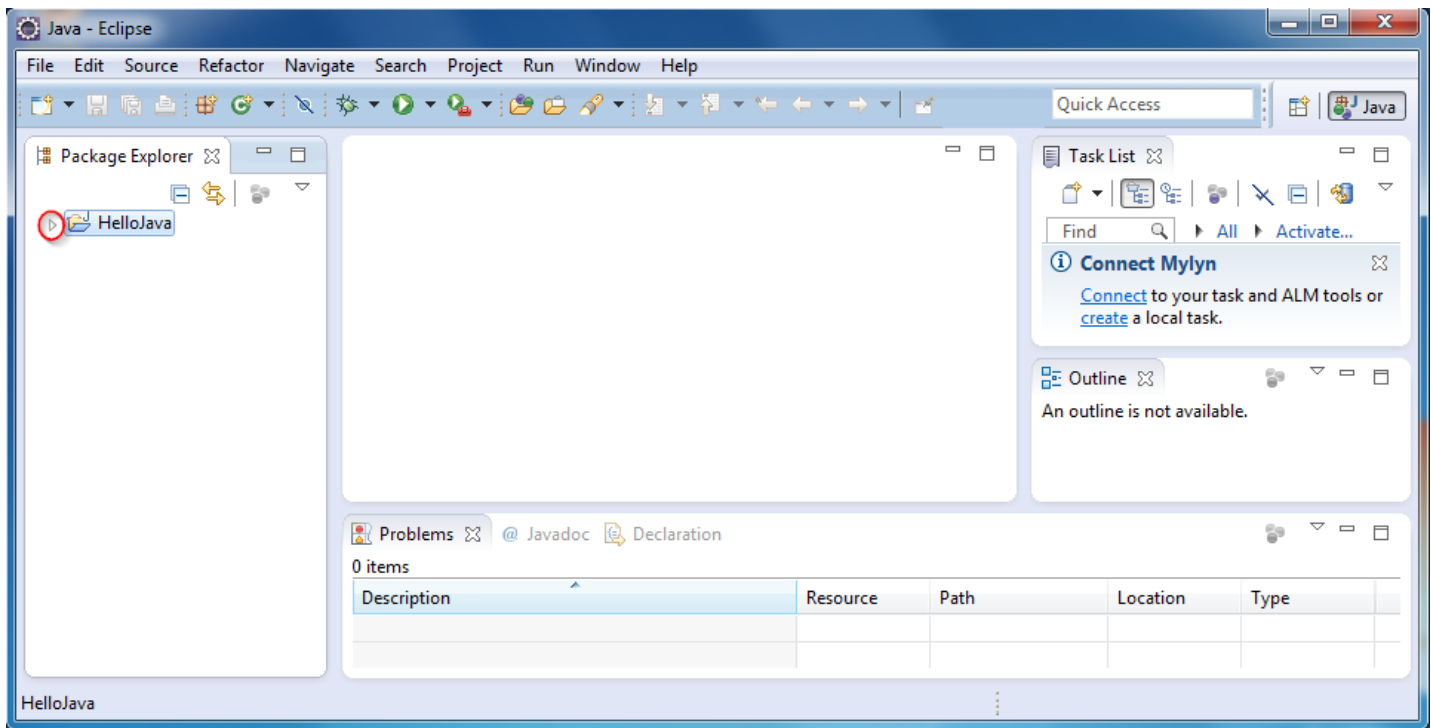 Java - Eclipse
File Edit Source Refactor Navigate Search Project Run Window Help
Quick Access
Java
Package Explorer
HelloJava
Task List
Find All Activate...
Connect Mylyn
Connect to your task and ALM tools or
create a local task.
Outline
An outline is not available.
Problems @ Javadoc Declaration
0 items
Description Resource Path Location Type
HelloJava